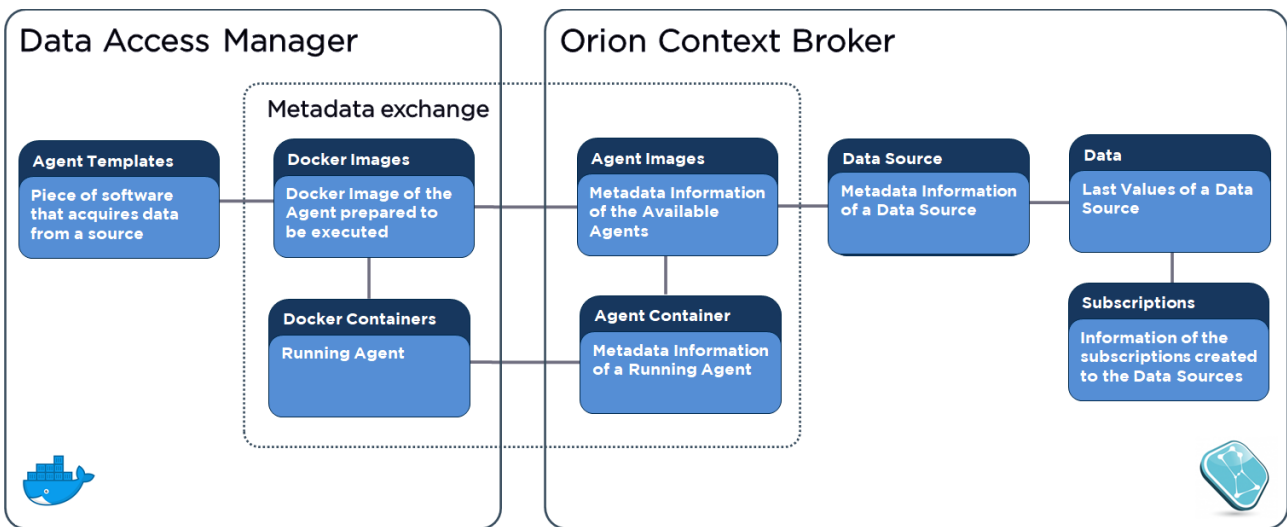 Data Access Manager
Orion Context Broker
Metadata exchange
Agent Templates
Piece of software
that acquires data
from a source
Docker Images
Docker Image of the
Agent prepared to
be executed
Agent Images
Metadata Information
of the Available
Agents
Data Source
Metadata Information
of a Data Source
Data
Last Values of a Data
Source
Docker Containers
Running Agent
Agent Container
Metadata Information
of a Running Agent
Subscriptions
Information of the
subscriptions created
to the Data Sources